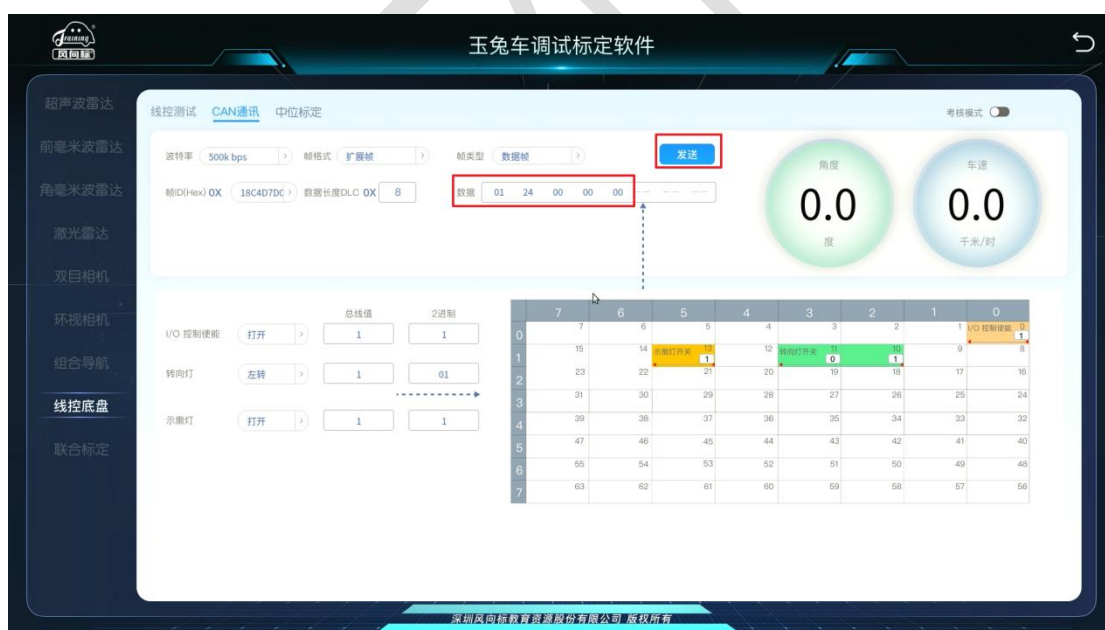 Training
风向标
玉兔车调试标定软件
超声波雷达
前毫米波雷达
角毫米波雷达
激光雷达
双目相机
环视相机
组合导航
线控底盘
联合标定
线控测试 CAN通讯 中位标定
考核模式
波特率 500k bps > 帧格式 扩展帧 > 帧类型 数据帧 > 发送
帧ID(Hex) 0X 18C4D7D0 > 数据长度DLC 0X 8 数据 01 24 00 00 00 -- -- --
角度
0.0
度
车速
0.0
千米/时
总线值 2进制
I/O 控制使能 打开 > 1 1
转向灯 左转 > 1 01
示廓灯 打开 > 1 1
7 6 5 4 3 2 1 0
0 7 6 5 4 3 2 1 I/O 控制使能 0 1
1 15 14 示廓灯开关 13 1 12 转向灯开关 11 0 10 1 9 8
2 23 22 21 20 19 18 17 16
3 31 30 29 28 27 26 25 24
4 39 38 37 36 35 34 33 32
5 47 46 45 44 43 42 41 40
6 55 54 53 52 51 50 49 48
7 63 62 61 60 59 58 57 56
深圳风向标教育资源股份有限公司 版权所有